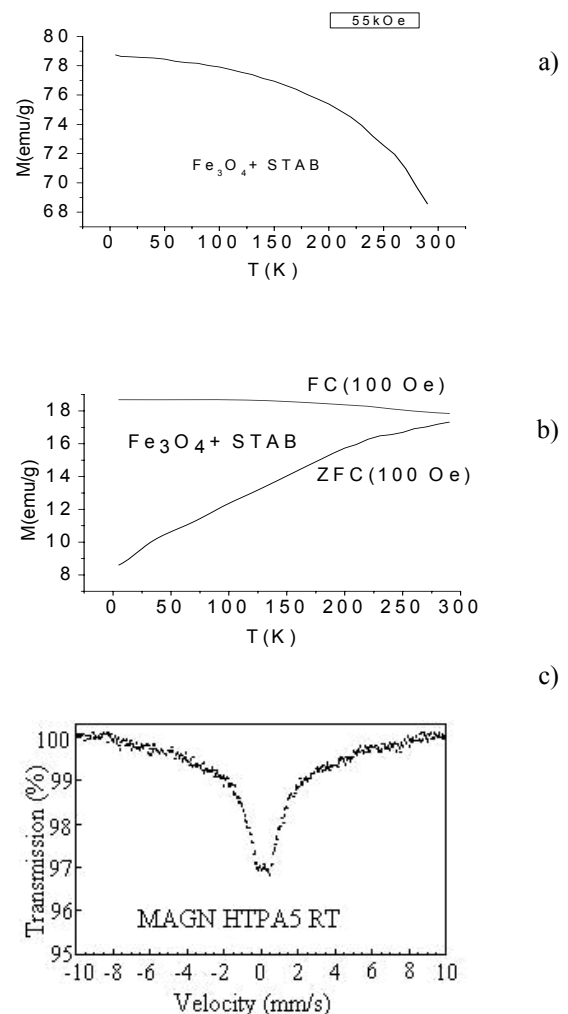 55kOe
a)
80
78
76
74
72
70
68
M(emu/g)
Fe3O4+ STAB
0 50 100 150 200 250 300
T(K)
b)
18
16
14
12
10
8
M(emu/g)
FC(100 Oe)
Fe3O4+ STAB
ZFC(100 Oe)
0 50 100 150 200 250 300
T(K)
c)
100
99
98
97
96
95
Transmission (%)
MAGN HTPA5 RT
-10 -8 -6 -4 -2 0 2 4 6 8 10
Velocity (mm/s)